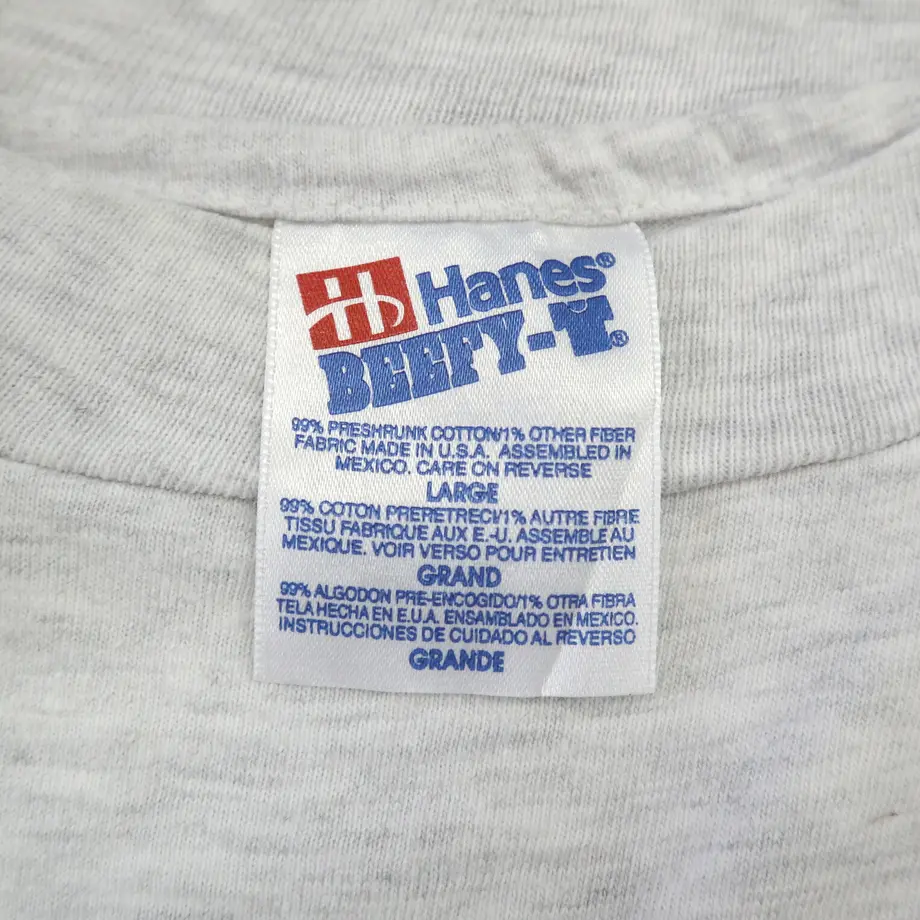 H Hanes®
BEEFY-T®
99% PRESHRUNK COTTON/1% OTHER FIBER
FABRIC MADE IN U.S.A. ASSEMBLED IN
MEXICO. CARE ON REVERSE
LARGE
99% COTON PRERETRECI/1% AUTRE FIBRE
TISSU FABRIQUE AUX E.-U. ASSEMBLE AU
MEXIQUE. VOIR VERSO POUR ENTRETIEN
GRAND
99% ALGODON PRE-ENCOGIDO/1% OTRA FIBRA
TELA HECHA EN E.U.A. ENSAMBLADO EN MEXICO.
INSTRUCCIONES DE CUIDADO AL REVERSO
GRANDE